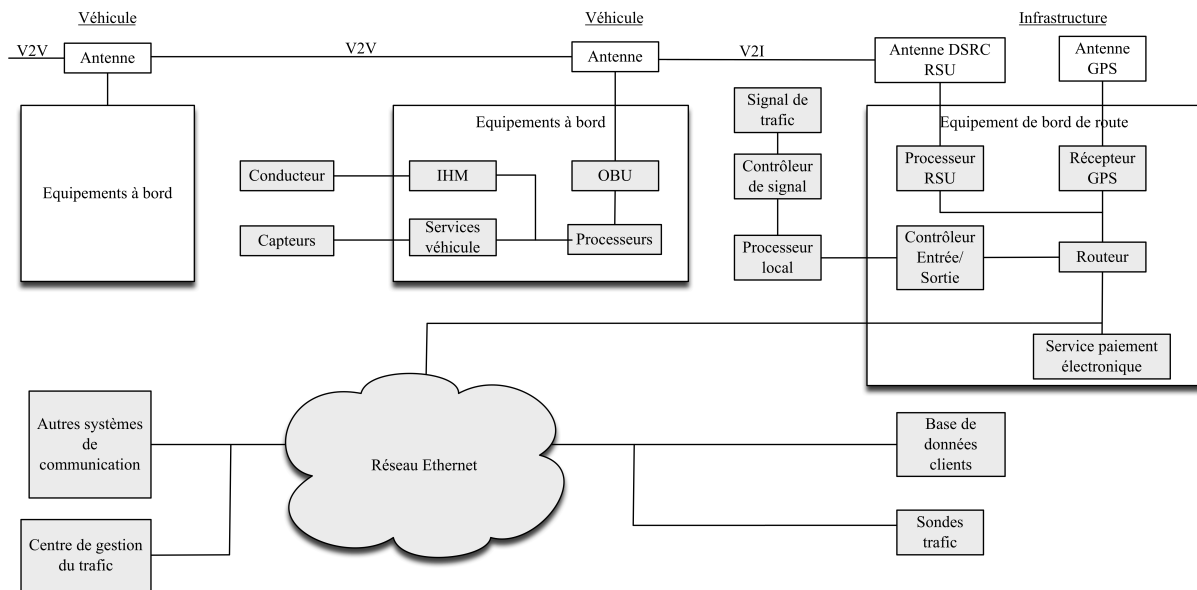 Véhicule
Véhicule
Infrastructure
V2V
Antenne
V2V
Antenne
V2I
Antenne DSRC
RSU
Antenne
GPS
Equipements à bord
Equipements à bord
Conducteur
IHM
OBU
Capteurs
Services
véhicule
Processeurs
Signal de
trafic
Contrôleur
de signal
Processeur
local
Equipement de bord de route
Processeur
RSU
Récepteur
GPS
Contrôleur
Entrée/
Sortie
Routeur
Service paiement
électronique
Autres systèmes
de
communication
Centre de gestion
du trafic
Réseau Ethernet
Base de
données
clients
Sondes
trafic